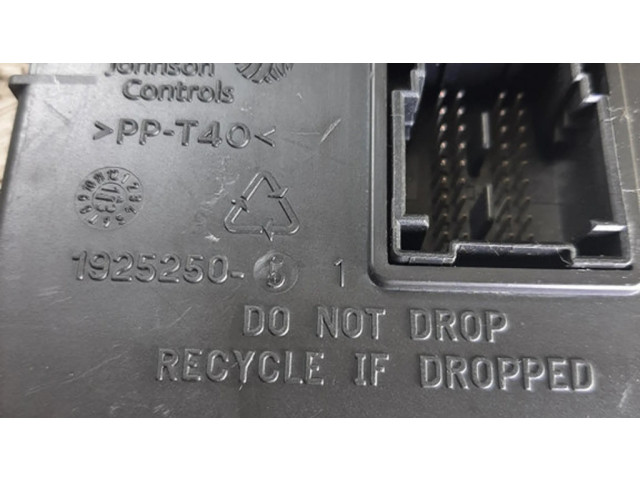 Johnson
Controls
>PP-T40<
1925250-
1
DO NOT DROP
RECYCLE IF DROPPED